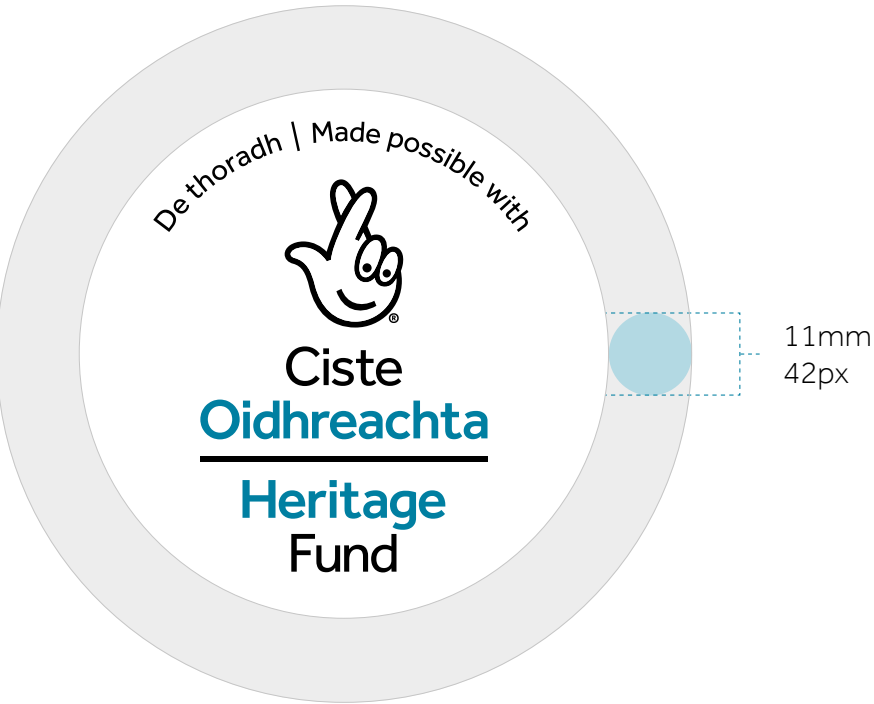 De thoradh | Made possible with
®
Ciste
Oidhreachta
Heritage
Fund
11mm
42px